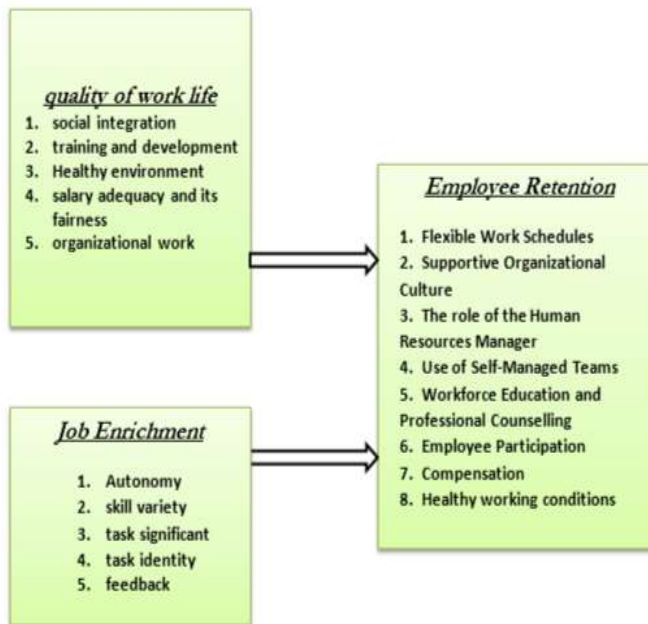 quality of work life
1. social integration
2. training and development
3. Healthy environment
4. salary adequacy and its
fairness
5. organizational work
Employee Retention
1. Flexible Work Schedules
2. Supportive Organizational
Culture
3. The role of the Human
Resources Manager
4. Use of Self-Managed Teams
5. Workforce Education and
Professional Counselling
6. Employee Participation
7. Compensation
8. Healthy working conditions
Job Enrichment
1. Autonomy
2. skill variety
3. task significant
4. task identity
5. feedback